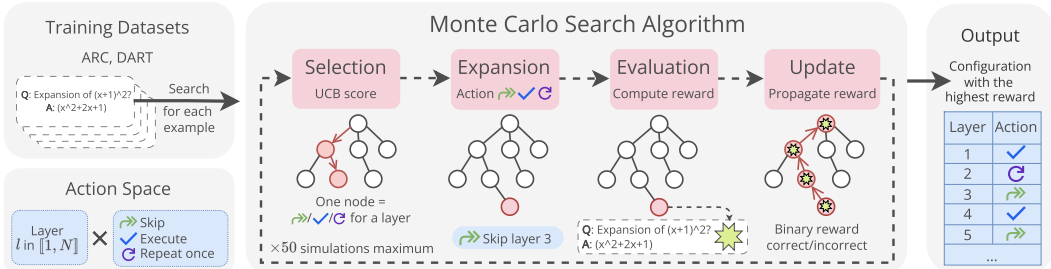 Training Datasets
ARC, DART
Q: Expansion of (x+1)^2?
A: (x^2+2x+1)
Search
for each
example
Action Space
Layer
l in [[1, N]]
×
Skip
Execute
Repeat once
Monte Carlo Search Algorithm
Selection
UCB score
Expansion
Action
Evaluation
Compute reward
Update
Propagate reward
One node =
/ / for a layer
×50 simulations maximum
Skip layer 3
Q: Expansion of (x+1)^2?
A: (x^2+2x+1)
Binary reward
correct/incorrect
Output
Configuration
with the
highest reward
Layer Action
1
2
3
4
5
...